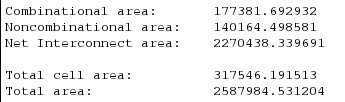 Combinational area: 177381.692932
Noncombinational area: 140164.498581
Net Interconnect area: 2270438.339691
Total cell area: 317546.191513
Total area: 2587984.531204